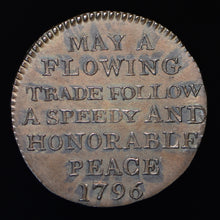 MAY A
FLOWING
TRADE FOLLOW
A SPEEDY AND
HONORABLE
PEACE
1796